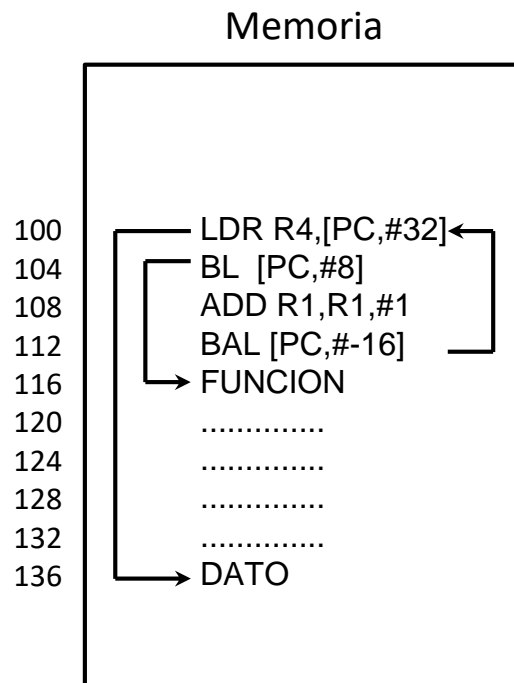 Memoria
100 LDR R4,[PC,#32]
104 BL [PC,#8]
108 ADD R1,R1,#1
112 BAL [PC,#-16]
116 FUNCION
120 ..............
124 ..............
128 ..............
132 ..............
136 DATO